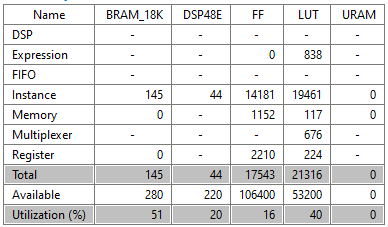 Name BRAM_18K DSP48E FF LUT URAM
DSP - - - - -
Expression - - 0 838 -
FIFO - - - - -
Instance 145 44 14181 19461 0
Memory 0 - 1152 117 0
Multiplexer - - - 676 -
Register 0 - 2210 224 -
Total 145 44 17543 21316 0
Available 280 220 106400 53200 0
Utilization (%) 51 20 16 40 0